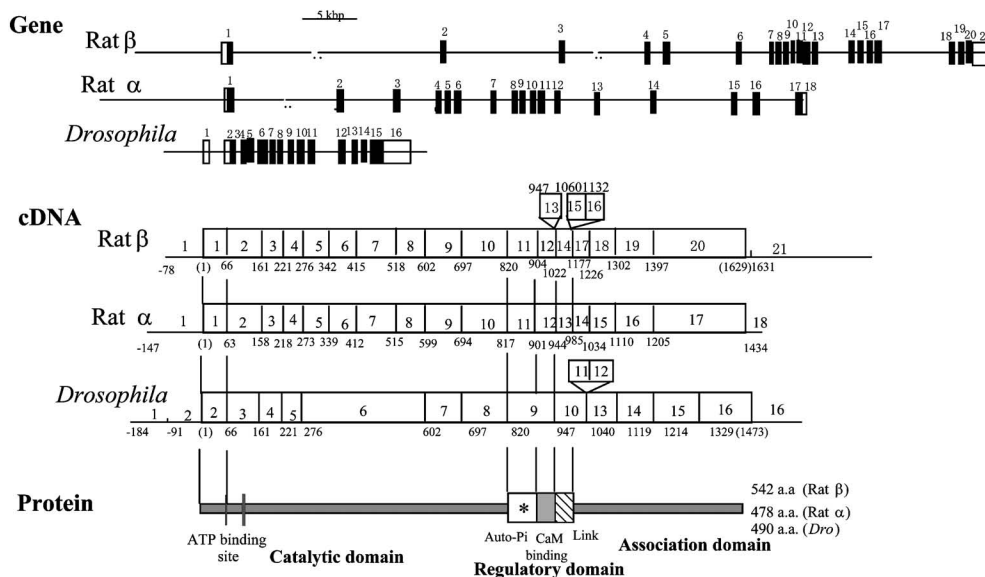 Gene
5 kbp
Rat β
1 2 3 4 5 6 7 8 9 10 11 12 13 14 15 16 17 18 19 20 2
Rat α
1 2 3 4 5 6 7 8 9 10 11 12 13 14 15 16 17 18
Drosophila
1 2 3 4 5 6 7 8 9 10 11 12 13 14 15 16
cDNA
947 1060 1132
13 15 16
Rat β
1 1 2 3 4 5 6 7 8 9 10 11 12 14 17 18 19 20 21
-78 (1) 66 161 221 276 342 415 518 602 697 820 904 1022 1177 1226 1302 1397 (1629) 1631
Rat α
1 1 2 3 4 5 6 7 8 9 10 11 12 13 14 15 16 17 18
-147 (1) 63 158 218 273 339 412 515 599 694 817 901 944 985 1034 1110 1205 1434
11 12
Drosophila
1 2 2 3 4 5 6 7 8 9 10 13 14 15 16 16
-184 -91 (1) 66 161 221 276 602 697 820 947 1040 1119 1214 1329 (1473)
Protein
*
542 a.a (Rat β)
478 a.a. (Rat α)
490 a.a. (Dro)
ATP binding site
Catalytic domain
Auto-Pi
CaM binding
Link
Regulatory domain
Association domain